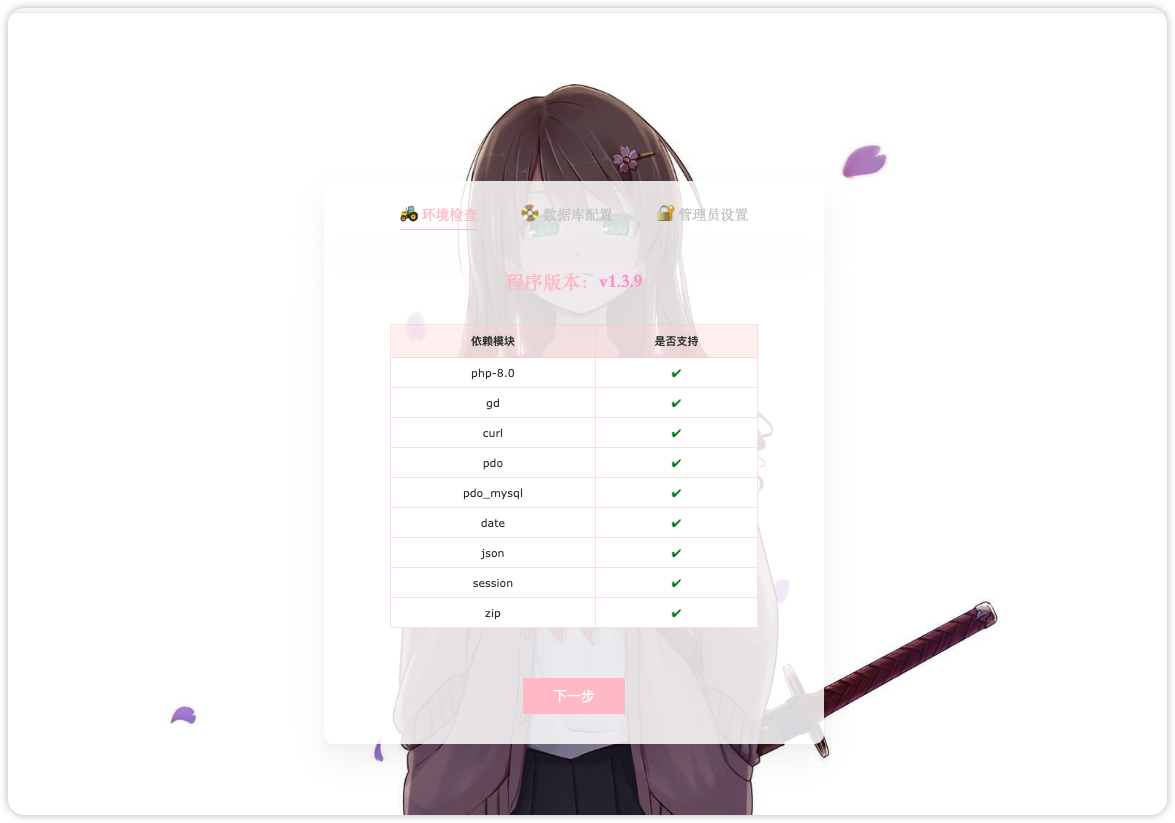 环境检查 数据库配置 管理员设置
程序版本：v1.3.9
依赖模块 是否支持
php-8.0 ✔
gd ✔
curl ✔
pdo ✔
pdo_mysql ✔
date ✔
json ✔
session ✔
zip ✔
下一步